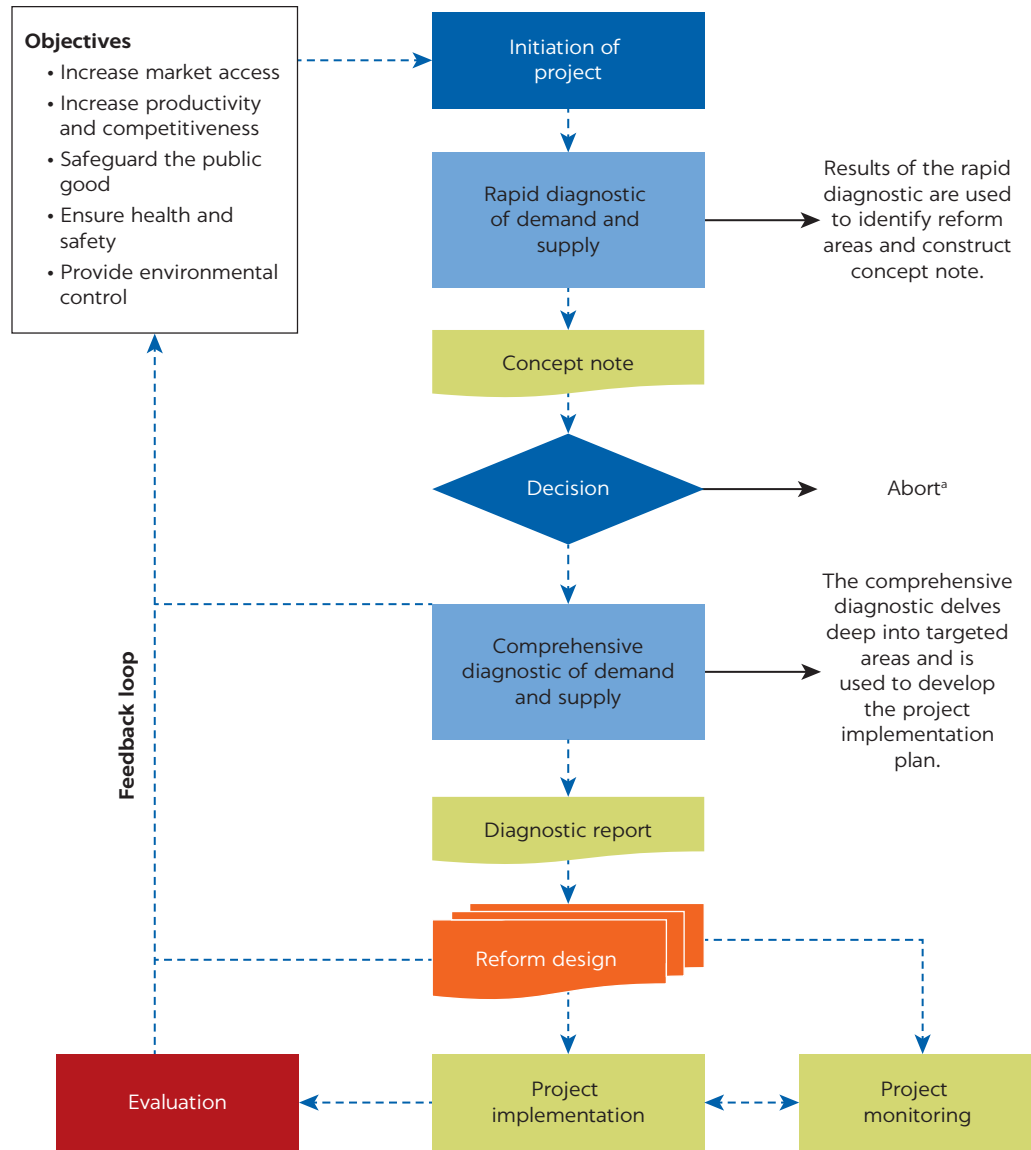 Objectives
• Increase market access
• Increase productivity
and competitiveness
• Safeguard the public
good
• Ensure health and
safety
• Provide environmental
control
Initiation of
project
Rapid diagnostic
of demand and
supply
Results of the rapid
diagnostic are used
to identify reform
areas and construct
concept note.
Concept note
Decision
Abortᵃ
Comprehensive
diagnostic of demand
and supply
The comprehensive
diagnostic delves
deep into targeted
areas and is
used to develop
the project
implementation
plan.
Feedback loop
Diagnostic report
Reform design
Evaluation
Project
implementation
Project
monitoring